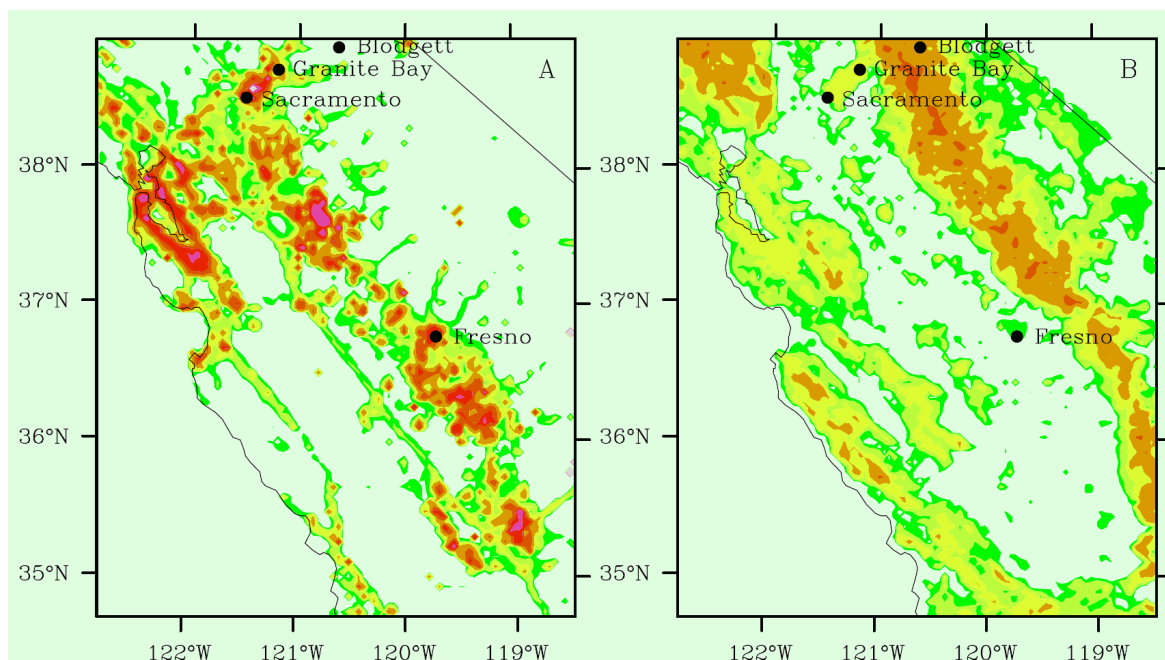 Blodgett
Granite Bay
A
Sacramento
38°N
37°N
Fresno
36°N
35°N
122°W 121°W 120°W 119°W
Blodgett
Granite Bay
B
Sacramento
38°N
37°N
Fresno
36°N
35°N
122°W 121°W 120°W 119°W